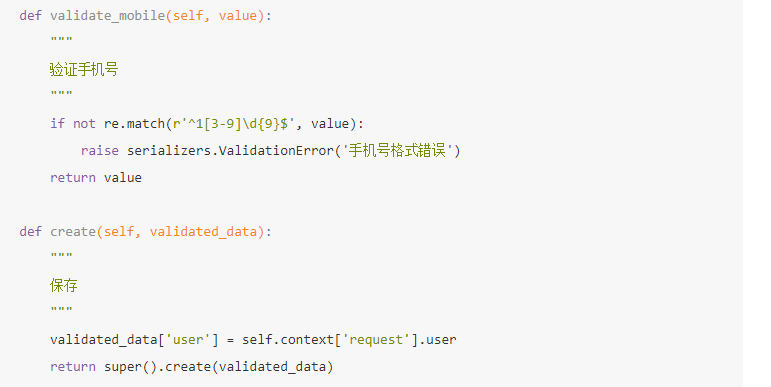 def validate_mobile(self, value):
    """
    验证手机号
    """
    if not re.match(r'^1[3-9]\d{9}$', value):
        raise serializers.ValidationError('手机号格式错误')
    return value

def create(self, validated_data):
    """
    保存
    """
    validated_data['user'] = self.context['request'].user
    return super().create(validated_data)